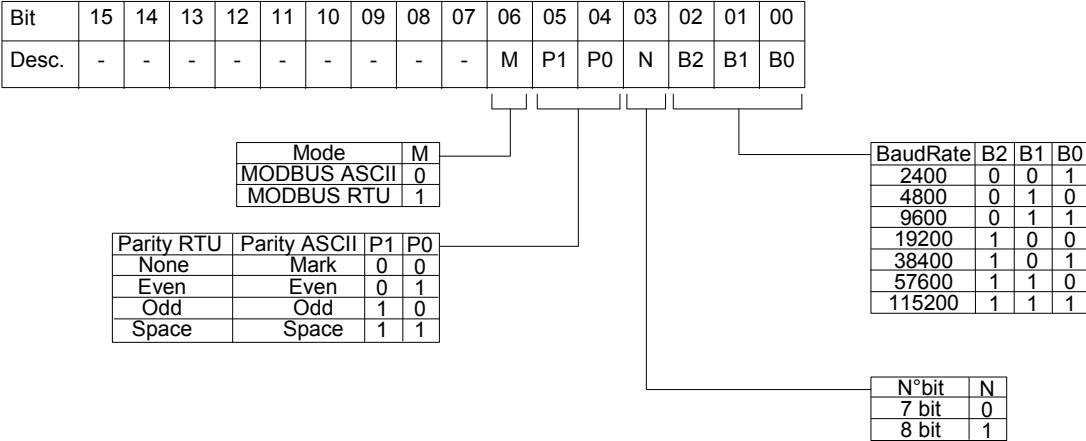 Bit 15 14 13 12 11 10 09 08 07 06 05 04 03 02 01 00
Desc. - - - - - - - - - M P1 P0 N B2 B1 B0
Mode M
MODBUS ASCII 0
MODBUS RTU 1
Parity RTU Parity ASCII P1 P0
None Mark 0 0
Even Even 0 1
Odd Odd 1 0
Space Space 1 1
BaudRate B2 B1 B0
2400 0 0 1
4800 0 1 0
9600 0 1 1
19200 1 0 0
38400 1 0 1
57600 1 1 0
115200 1 1 1
N°bit N
7 bit 0
8 bit 1